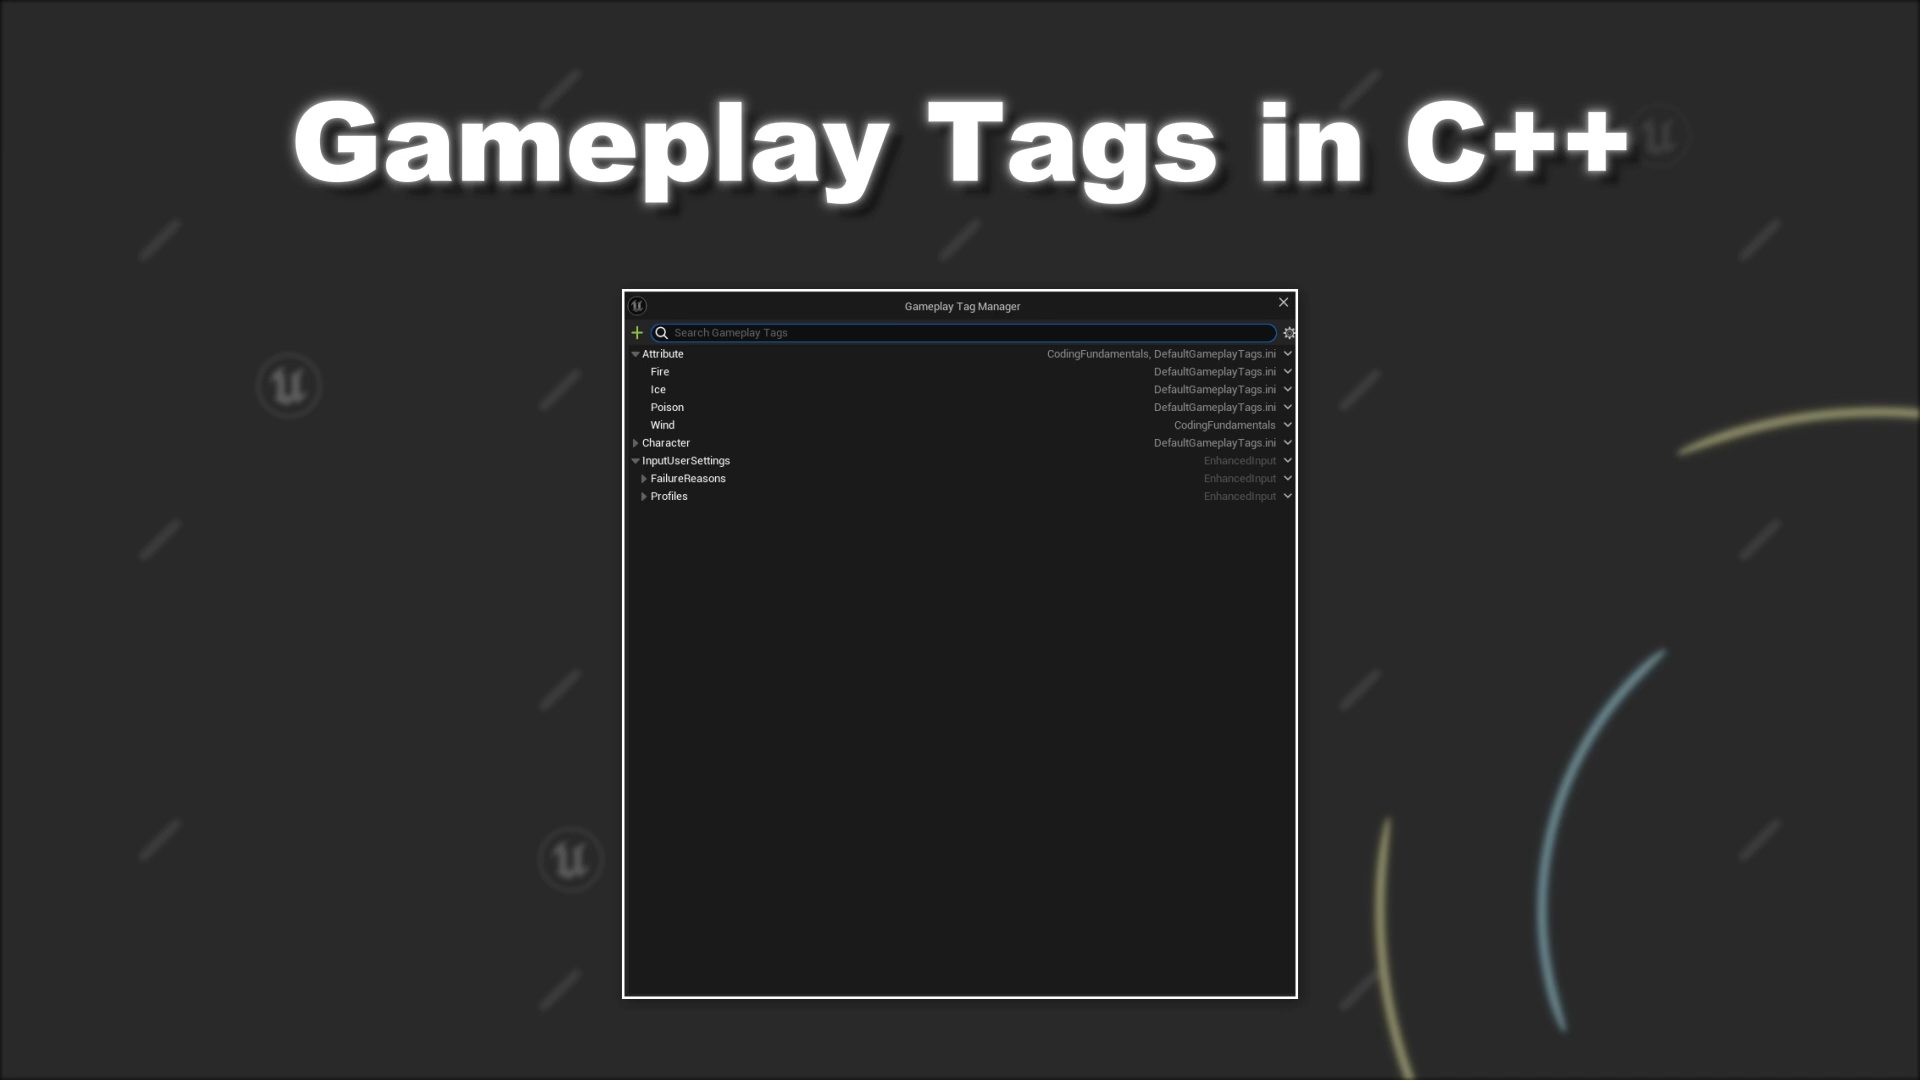 Gameplay Tags in C++
Gameplay Tag Manager
Search Gameplay Tags
Attribute CodingFundamentals, DefaultGameplayTags.ini
Fire DefaultGameplayTags.ini
Ice DefaultGameplayTags.ini
Poison DefaultGameplayTags.ini
Wind CodingFundamentals
Character DefaultGameplayTags.ini
InputUserSettings EnhancedInput
FailureReasons EnhancedInput
Profiles EnhancedInput